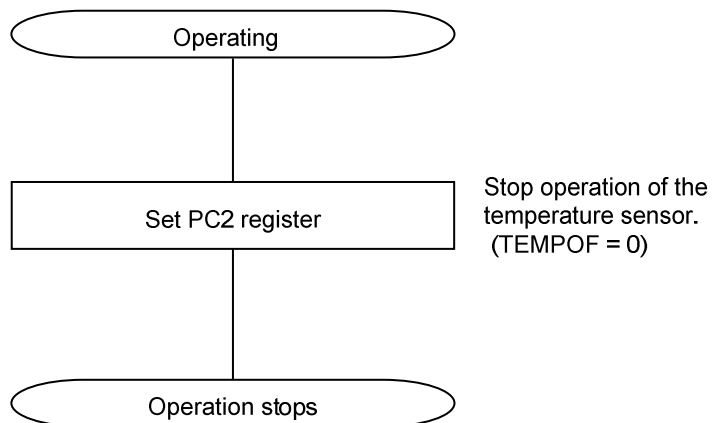 Operating
Set PC2 register
Stop operation of the
temperature sensor.
(TEMPOF = 0)
Operation stops